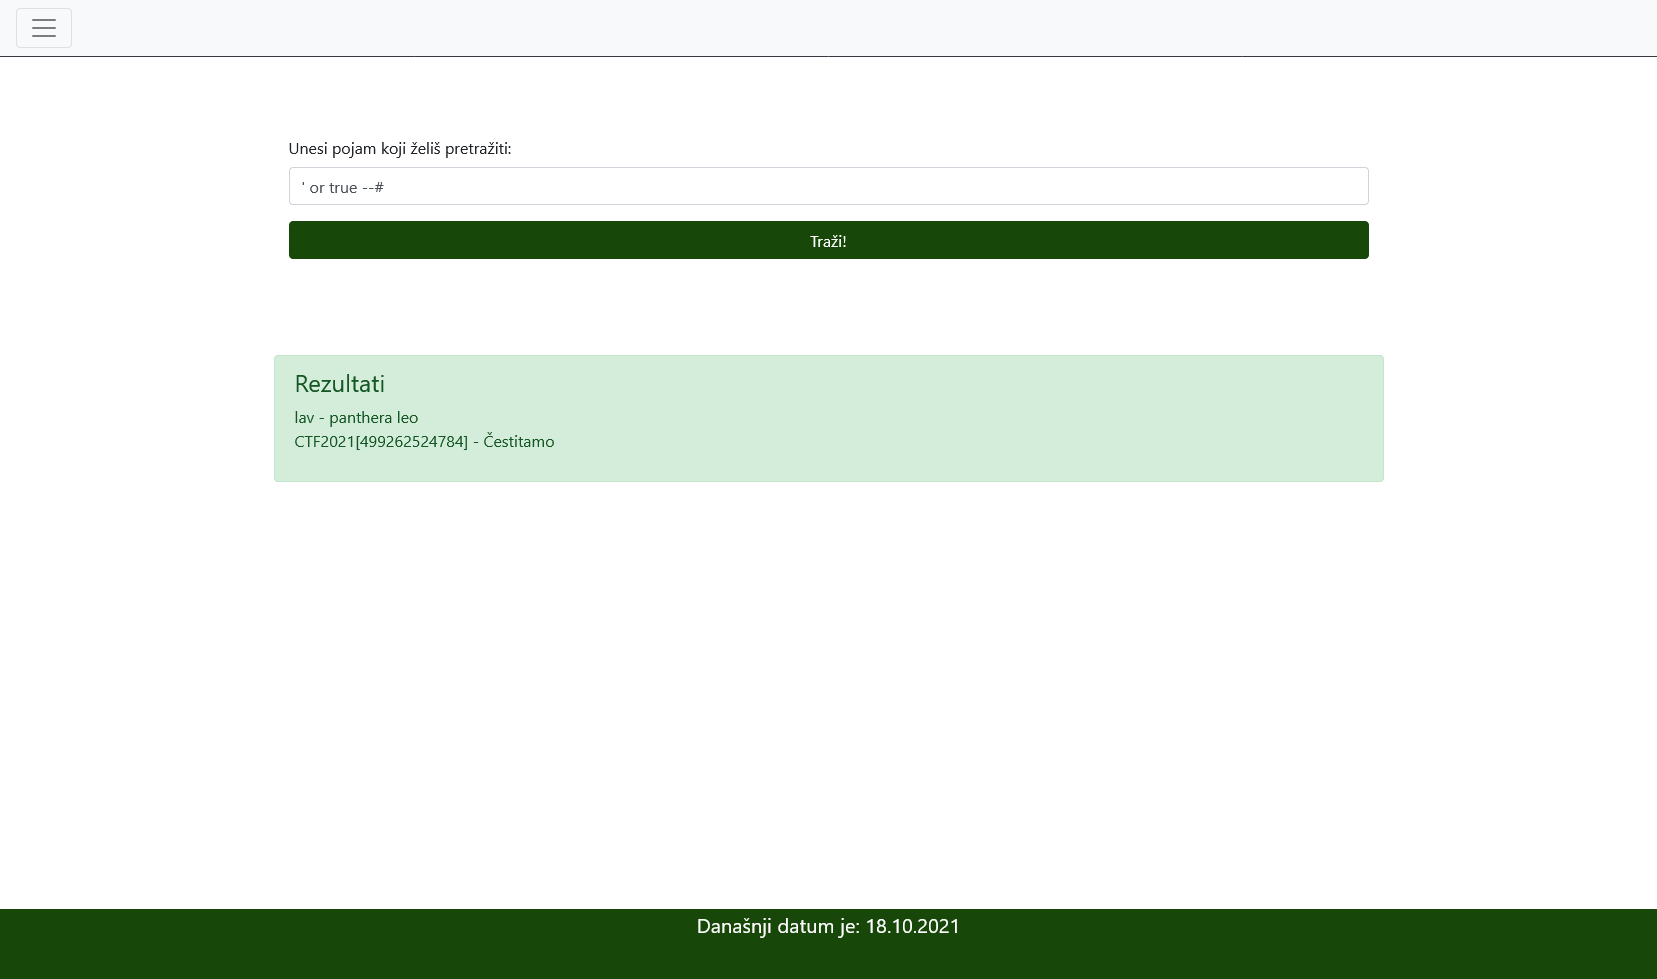 Unesi pojam koji želiš pretražiti:
' or true --#
Traži!
Rezultati
lav - panthera leo
CTF2021[499262524784] - Čestitamo
Današnji datum je: 18.10.2021